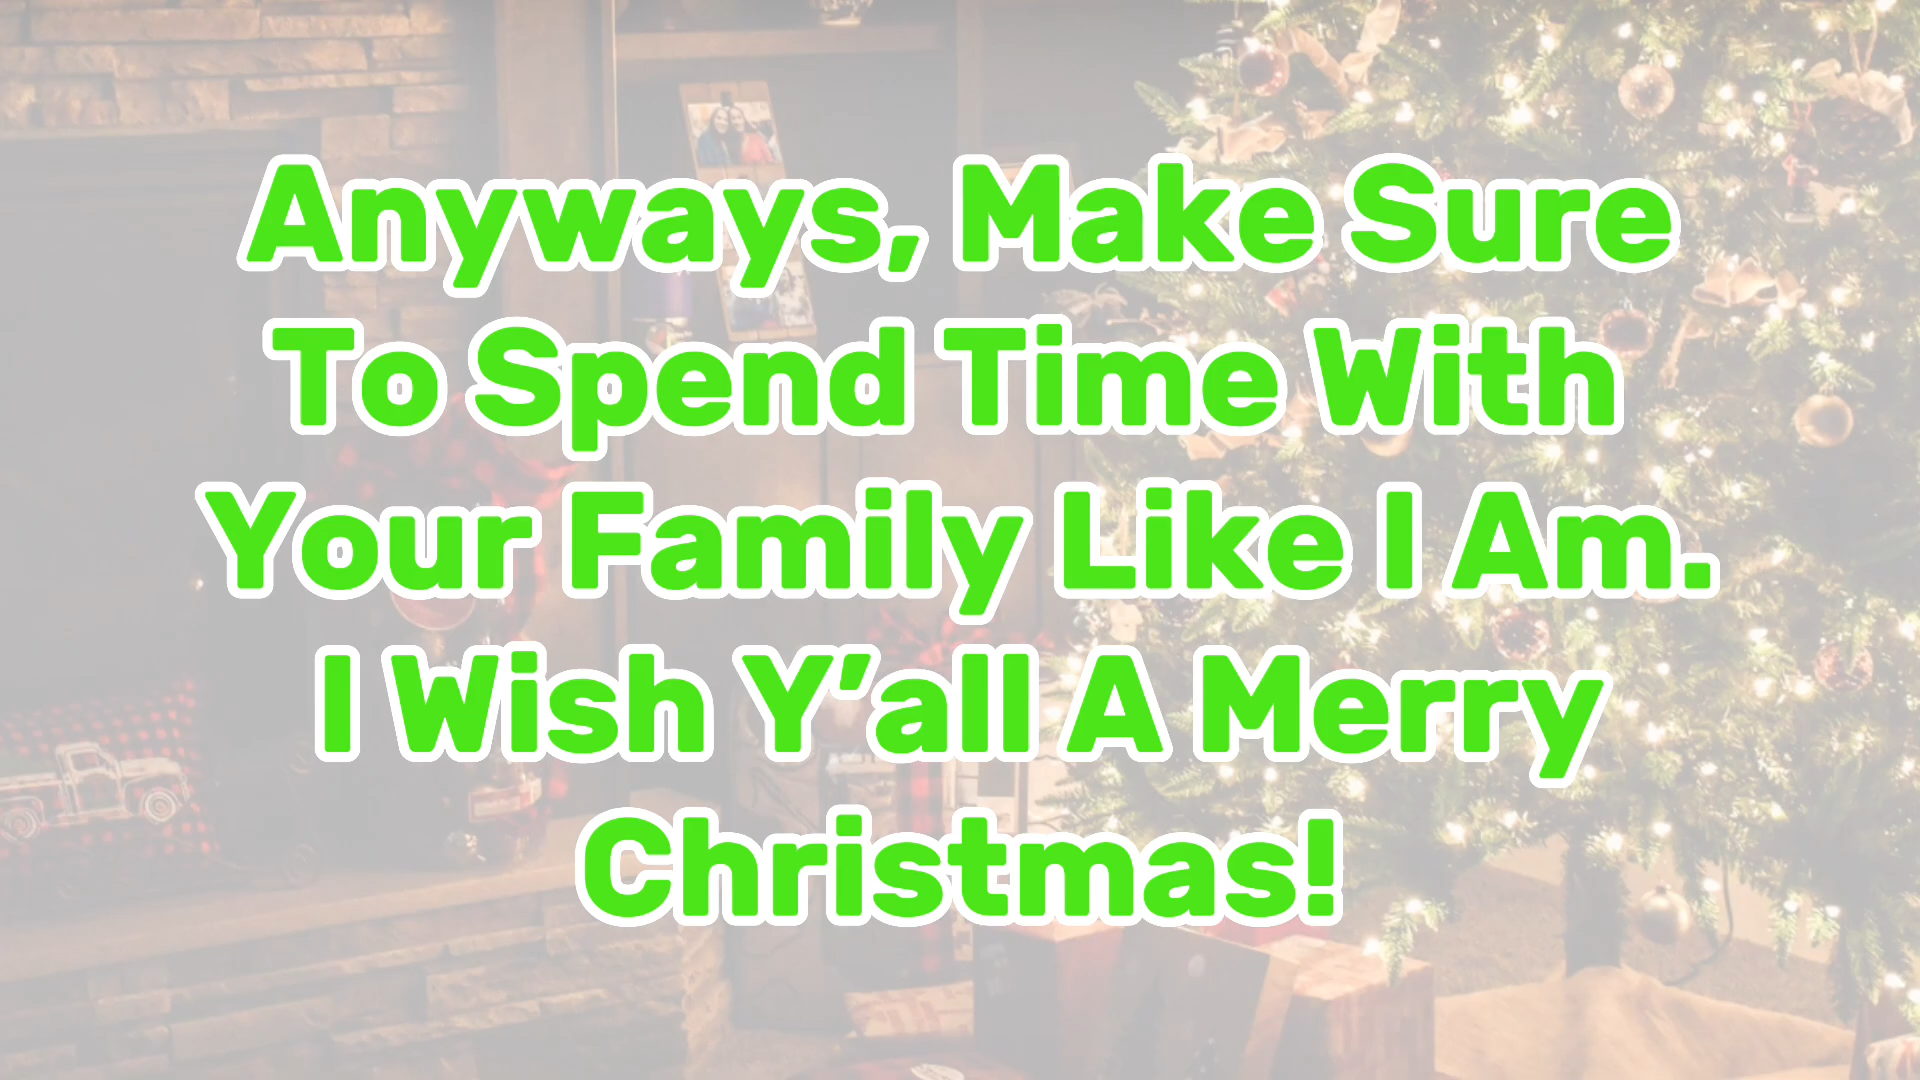 Anyways, Make Sure
To Spend Time With
Your Family Like I Am.
I Wish Y’all A Merry
Christmas!